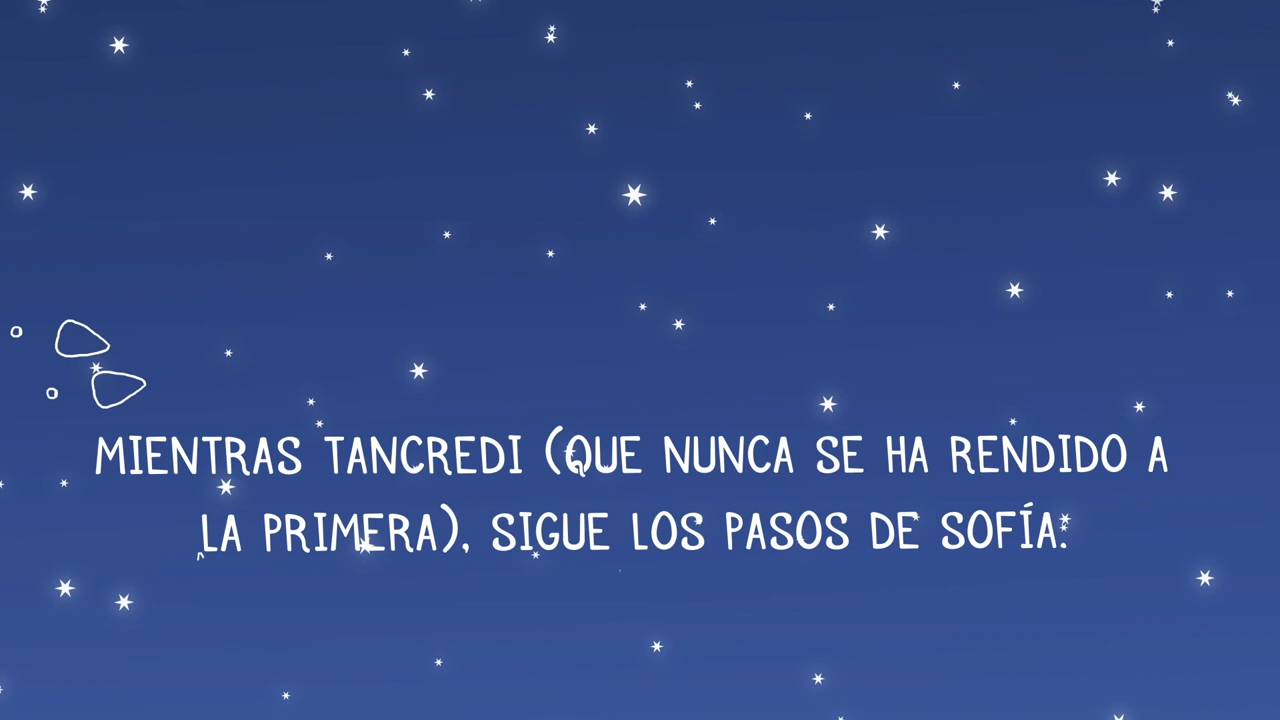 MIENTRAS TANCREDI (QUE NUNCA SE HA RENDIDO A
LA PRIMERA), SIGUE LOS PASOS DE SOFÍA.